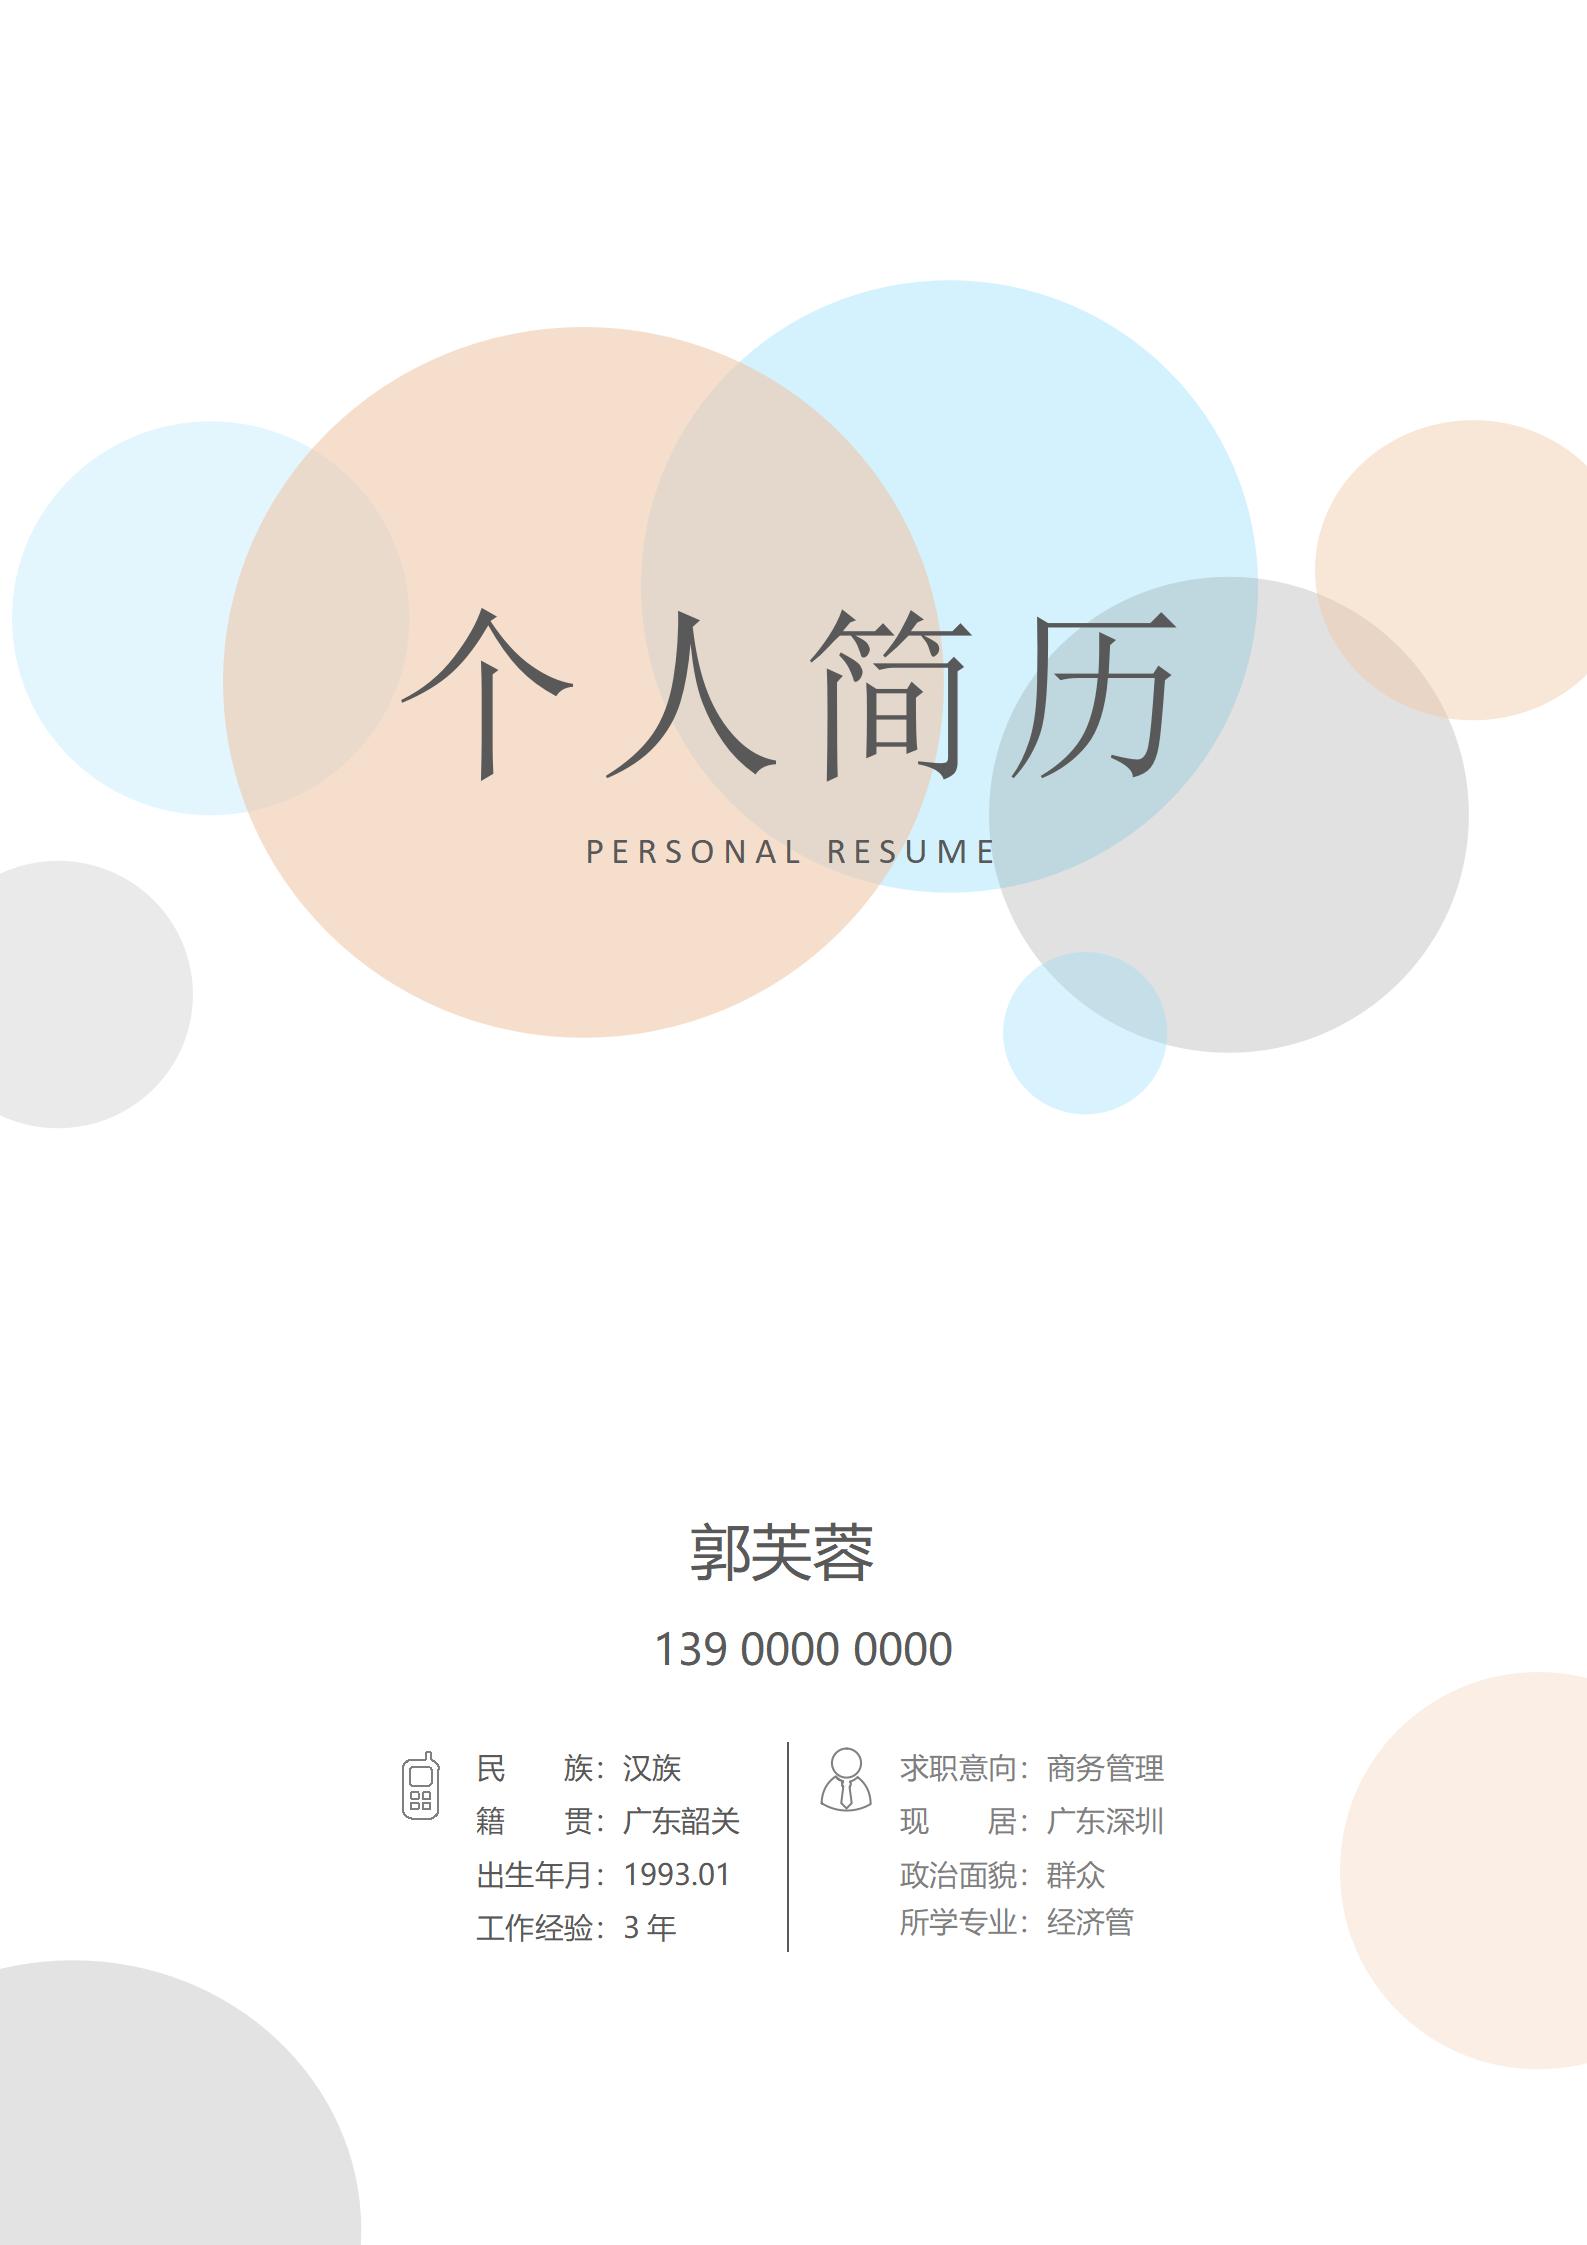 个人简历
PERSONAL RESUME
郭芙蓉
139 0000 0000
民　　族：汉族
籍　　贯：广东韶关
出生年月：1993.01
工作经验：3 年
求职意向：商务管理
现　　居：广东深圳
政治面貌：群众
所学专业：经济管